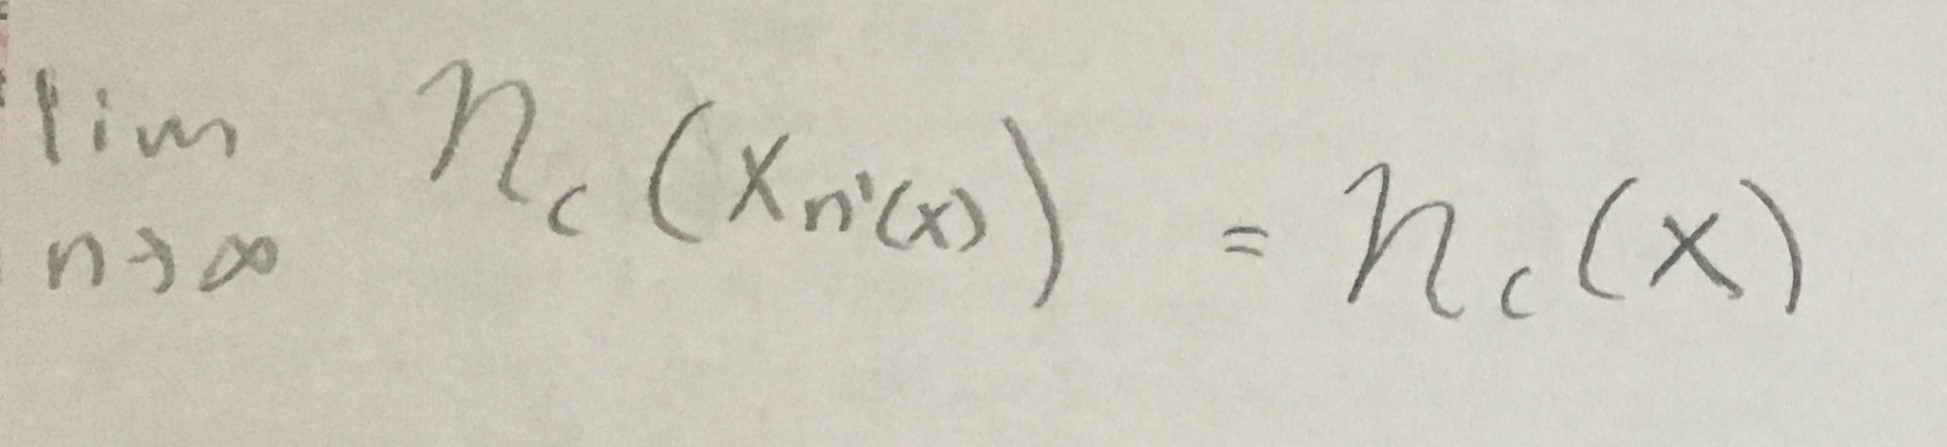 lim n→∞ η_c(x_{n'(x)}) = η_c(x)